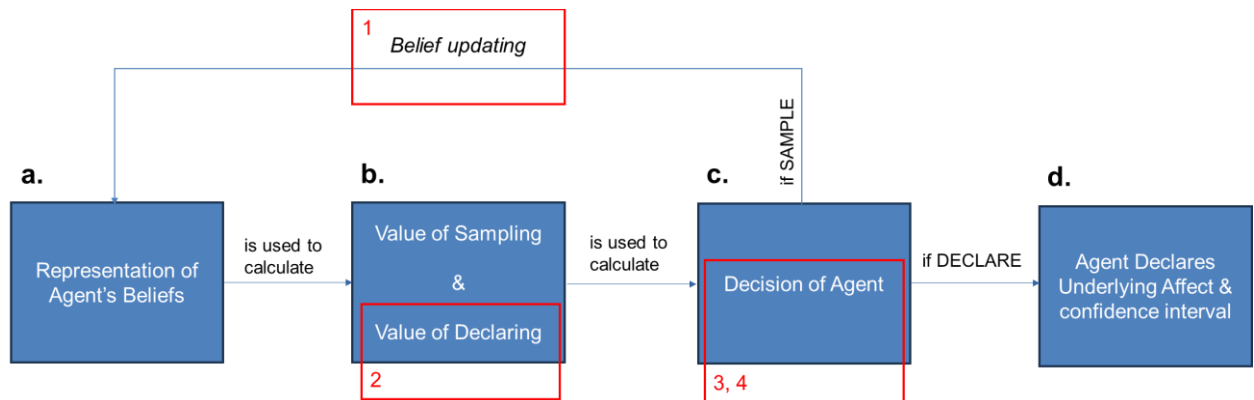 1
Belief updating
if SAMPLE
a.
b.
c.
d.
Representation of
Agent's Beliefs
is used to
calculate
Value of Sampling
&
Value of Declaring
2
is used to
calculate
Decision of Agent
3, 4
if DECLARE
Agent Declares
Underlying Affect &
confidence interval